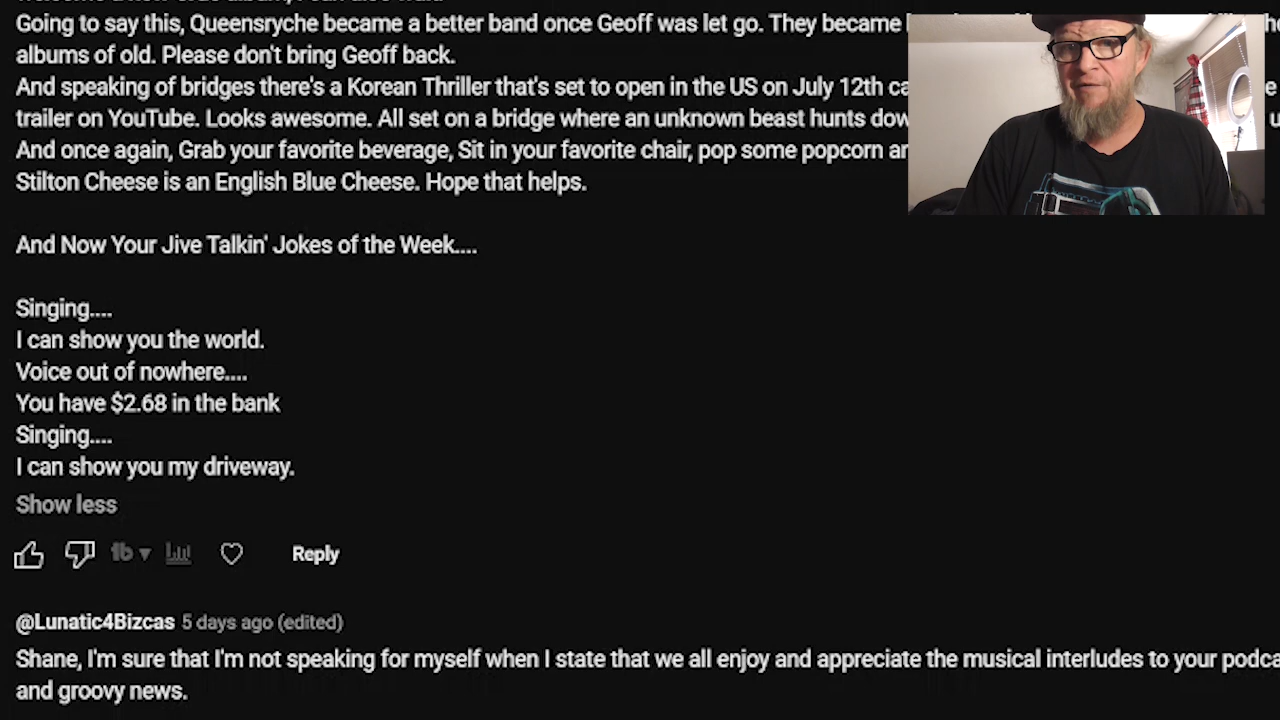 Going to say this, Queensryche became a better band once Geoff was let go. They became
albums of old. Please don't bring Geoff back.
And speaking of bridges there's a Korean Thriller that's set to open in the US on July 12th
trailer on YouTube. Looks awesome. All set on a bridge where an unknown beast hunts
And once again, Grab your favorite beverage, Sit in your favorite chair, pop some popcorn
Stilton Cheese is an English Blue Cheese. Hope that helps.
And Now Your Jive Talkin' Jokes of the Week....
Singing....
I can show you the world.
Voice out of nowhere....
You have $2.68 in the bank
Singing....
I can show you my driveway.
Show less
Reply
@Lunatic4Bizcas 5 days ago (edited)
Shane, I'm sure that I'm not speaking for myself when I state that we all enjoy and appreciate the musical interludes to your
and groovy news.